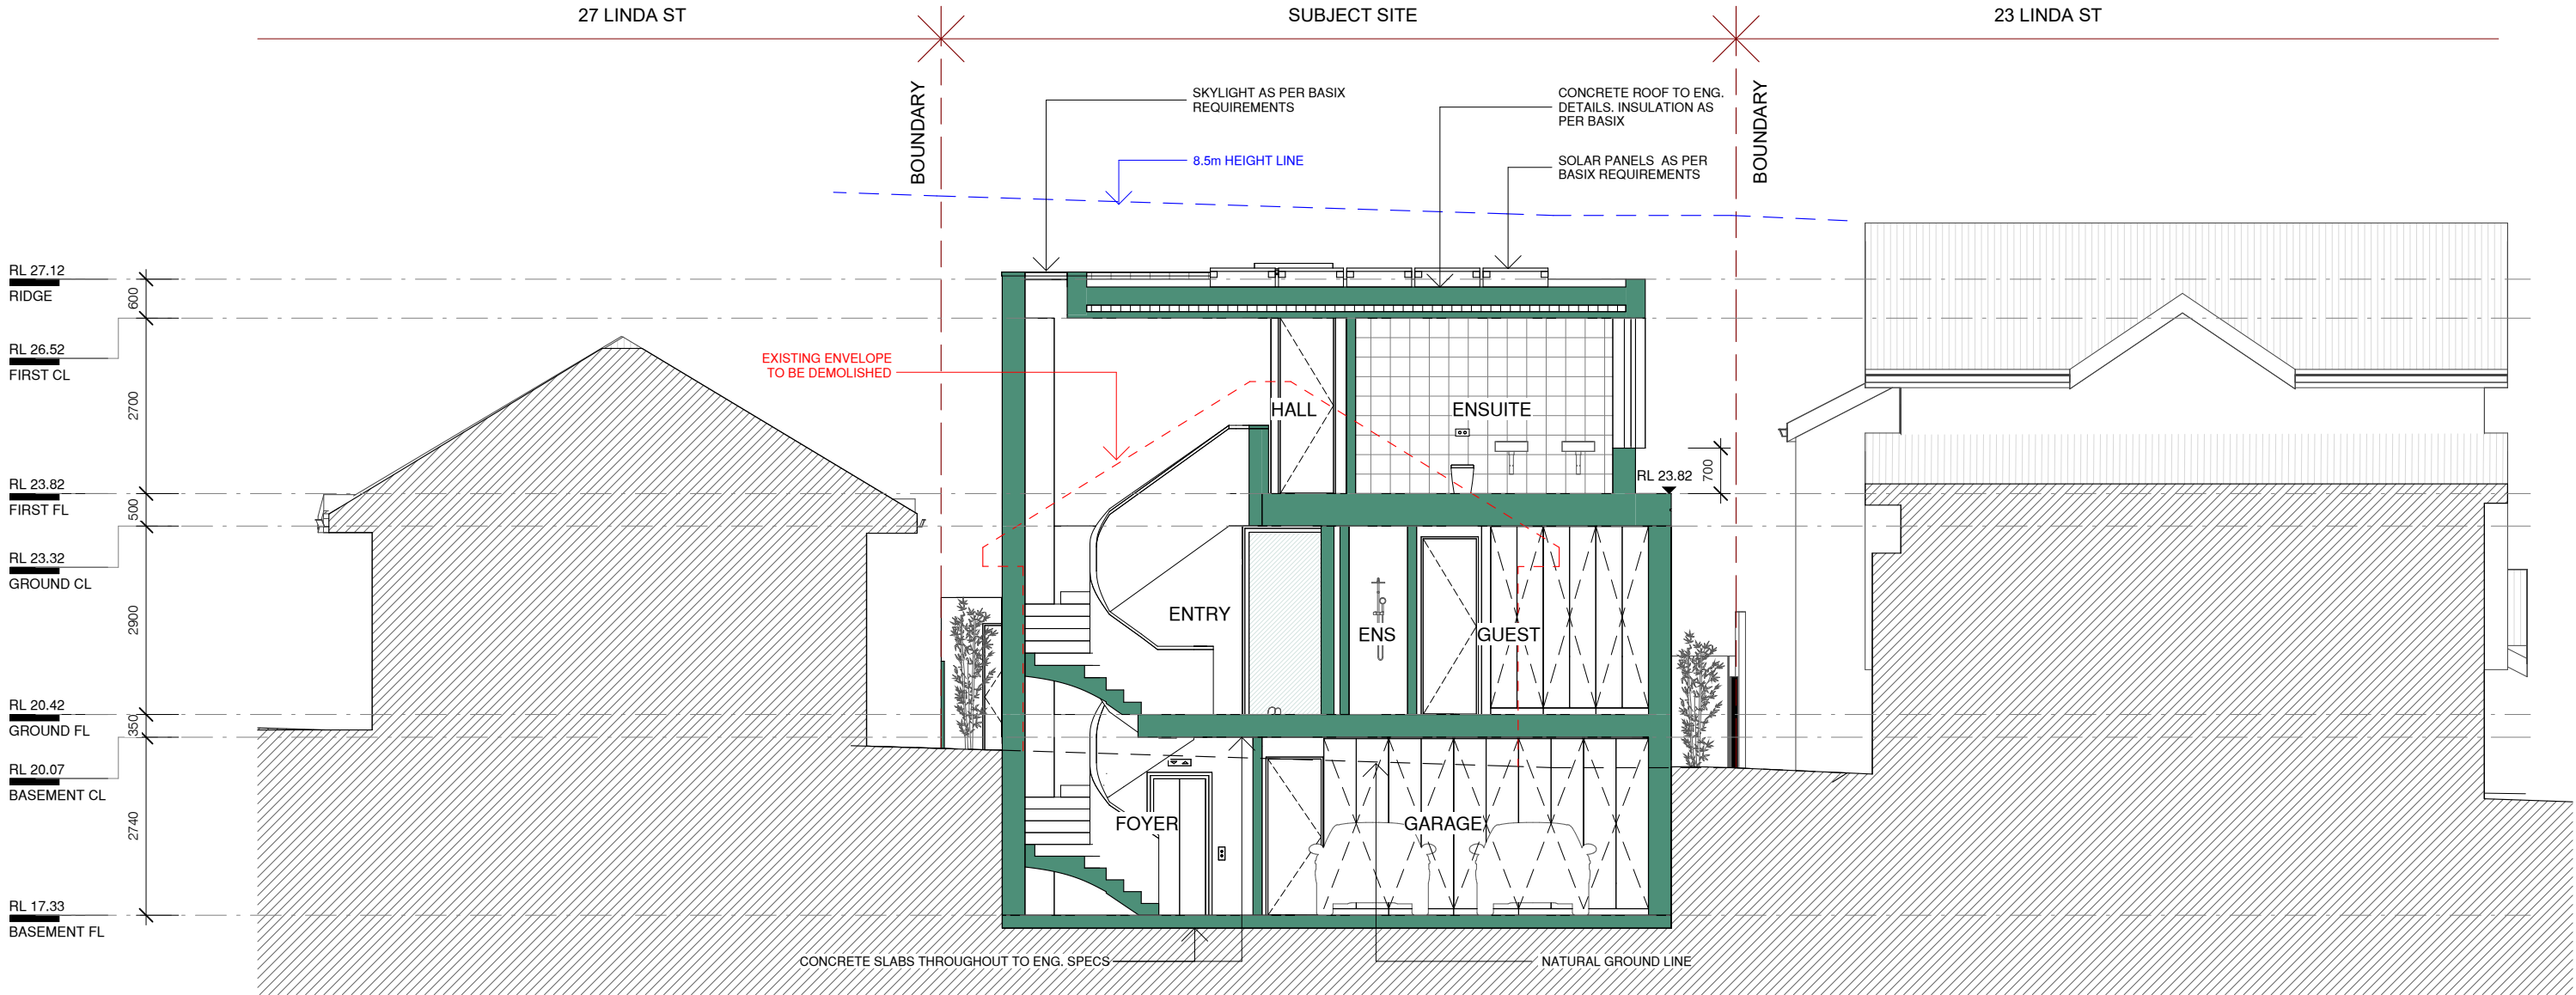 27 LINDA ST
SUBJECT SITE
23 LINDA ST
BOUNDARY
BOUNDARY
SKYLIGHT AS PER BASIX
REQUIREMENTS
CONCRETE ROOF TO ENG.
DETAILS. INSULATION AS
PER BASIX
8.5m HEIGHT LINE
SOLAR PANELS AS PER
BASIX REQUIREMENTS
RL 27.12
RIDGE
600
RL 26.52
FIRST CL
2700
RL 23.82
FIRST FL
500
RL 23.32
GROUND CL
2900
RL 20.42
GROUND FL
350
RL 20.07
BASEMENT CL
2740
RL 17.33
BASEMENT FL
EXISTING ENVELOPE
TO BE DEMOLISHED
HALL
ENSUITE
RL 23.82
700
ENTRY
ENS
GUEST
FOYER
GARAGE
CONCRETE SLABS THROUGHOUT TO ENG. SPECS
NATURAL GROUND LINE